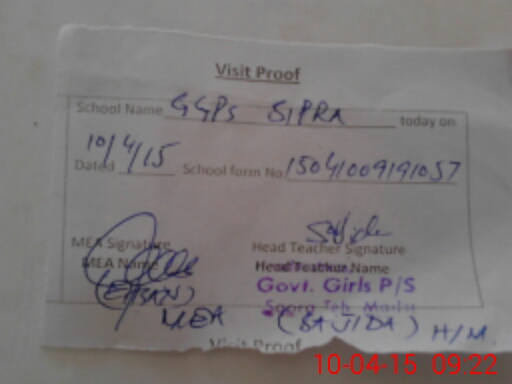 Visit Proof
School Name GGPS SIPRA today on
10/4/15
Dated School form No 15041009191057
MEA Signature Head Teacher Signature
MEA Name Head Teacher Name
(EHSAN) Govt. Girls P/S
MEA (SAJIDA) H/M
Visit Proof
10-04-15 09:22